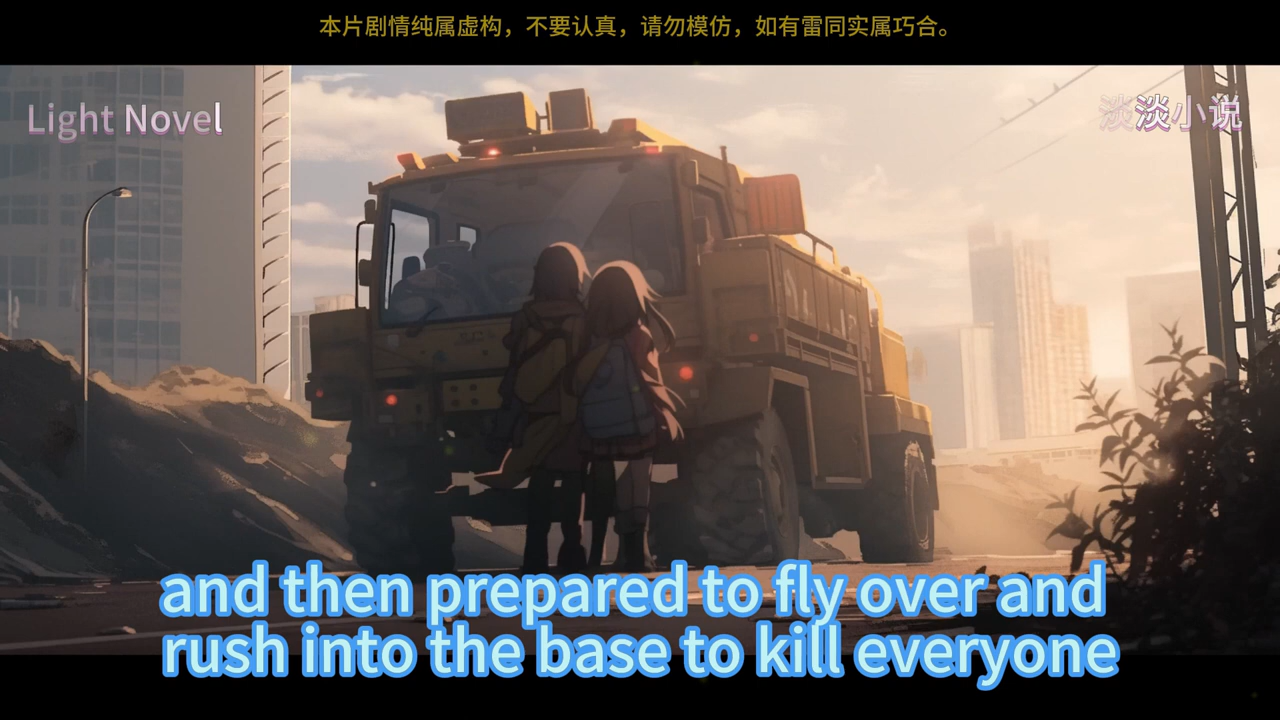 本片剧情纯属虚构，不要认真，请勿模仿，如有雷同实属巧合。
Light Novel
淡淡小说
and then prepared to fly over and
rush into the base to kill everyone